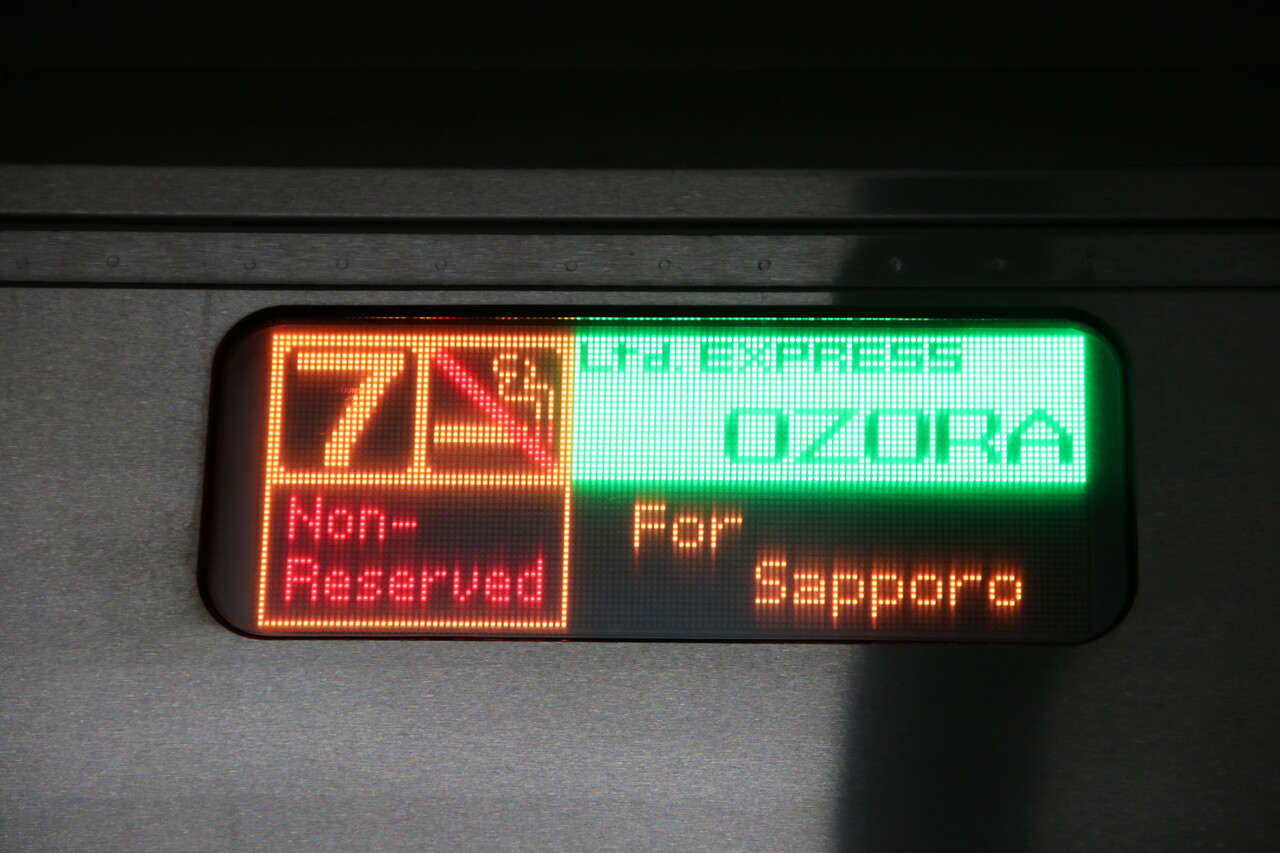 7
Ltd. EXPRESS
OZORA
Non-
Reserved
For
Sapporo